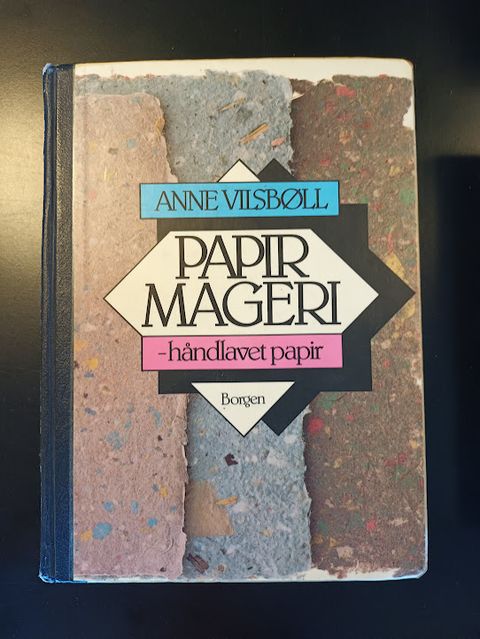 ANNE VILSBØLL
PAPIR
MAGERI
-håndlavet papir
Borgen